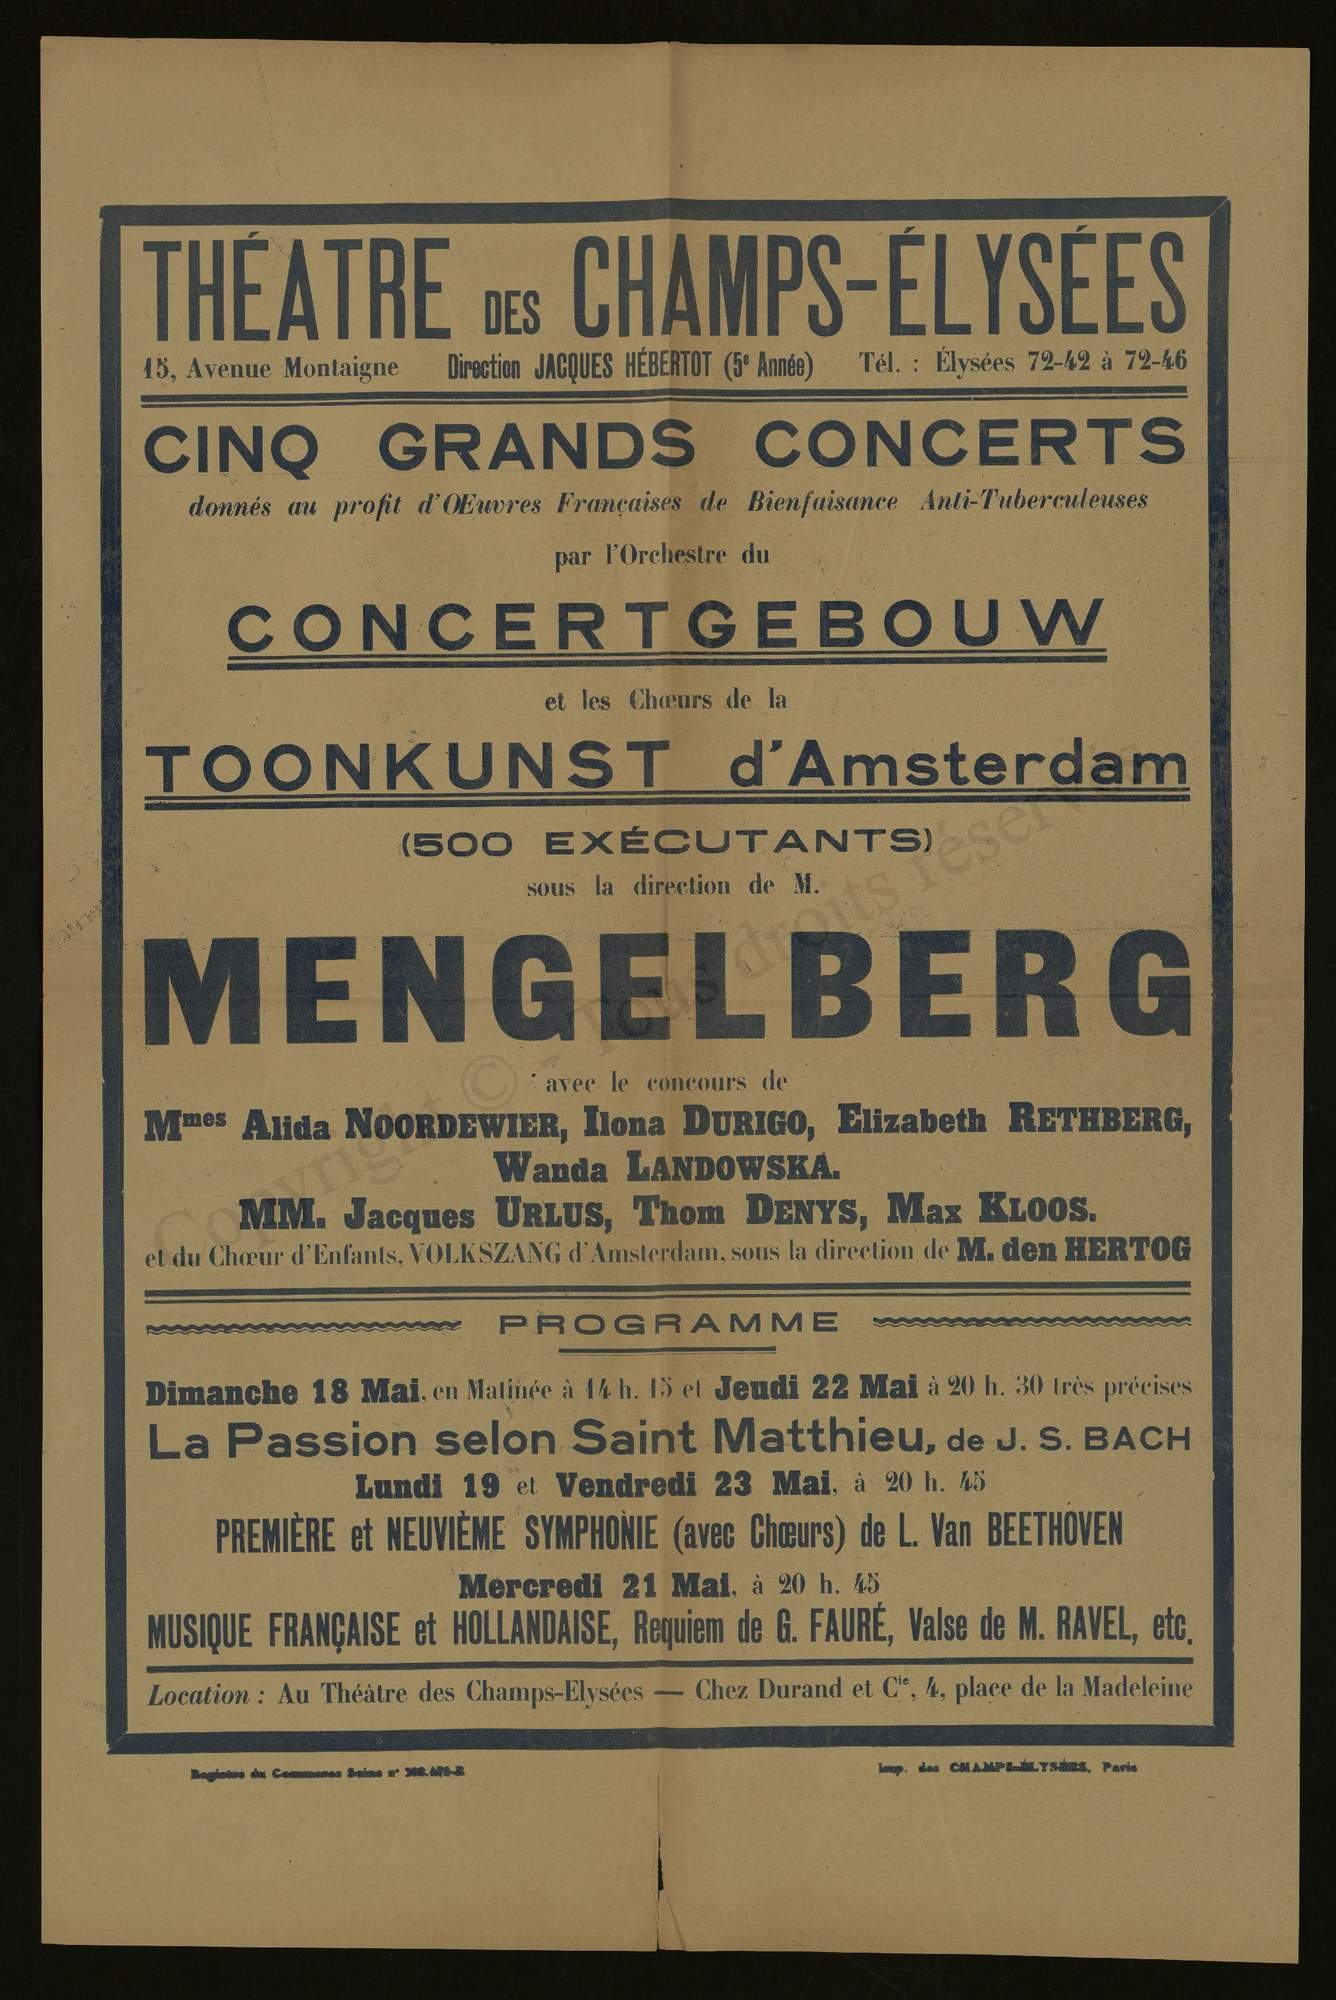 THÉATRE DES CHAMPS-ÉLYSÉES
15, Avenue Montaigne Direction JACQUES HÉBERTOT (5e Année) Tél. : Élysées 72-42 à 72-46
CINQ GRANDS CONCERTS
donnés au profit d'Œuvres Françaises de Bienfaisance Anti-Tuberculeuses
par l'Orchestre du
CONCERTGEBOUW
et les Chœurs de la
TOONKUNST d'Amsterdam
(500 EXÉCUTANTS)
sous la direction de M.
MENGELBERG
avec le concours de
Mmes Alida NOORDEWIER, Ilona DURIGO, Elizabeth RETHBERG,
Wanda LANDOWSKA.
MM. Jacques URLUS, Thom DENYS, Max KLOOS.
et du Chœur d'Enfants, VOLKSZANG d'Amsterdam, sous la direction de M. den HERTOG
PROGRAMME
Dimanche 18 Mai, en Matinée à 14 h. 15 et Jeudi 22 Mai à 20 h. 30 très précises
La Passion selon Saint Matthieu, de J. S. BACH
Lundi 19 et Vendredi 23 Mai, à 20 h. 45
PREMIÈRE et NEUVIÈME SYMPHONIE (avec Chœurs) de L. Van BEETHOVEN
Mercredi 21 Mai, à 20 h. 45
MUSIQUE FRANÇAISE et HOLLANDAISE, Requiem de G. FAURÉ, Valse de M. RAVEL, etc.
Location : Au Théâtre des Champs-Elysées — Chez Durand et Cie, 4, place de la Madeleine
Registre du Commerce Seine n°
Imp. des CHAMPS-ÉLYSÉES, Paris
Copyright © - Tous droits réservés